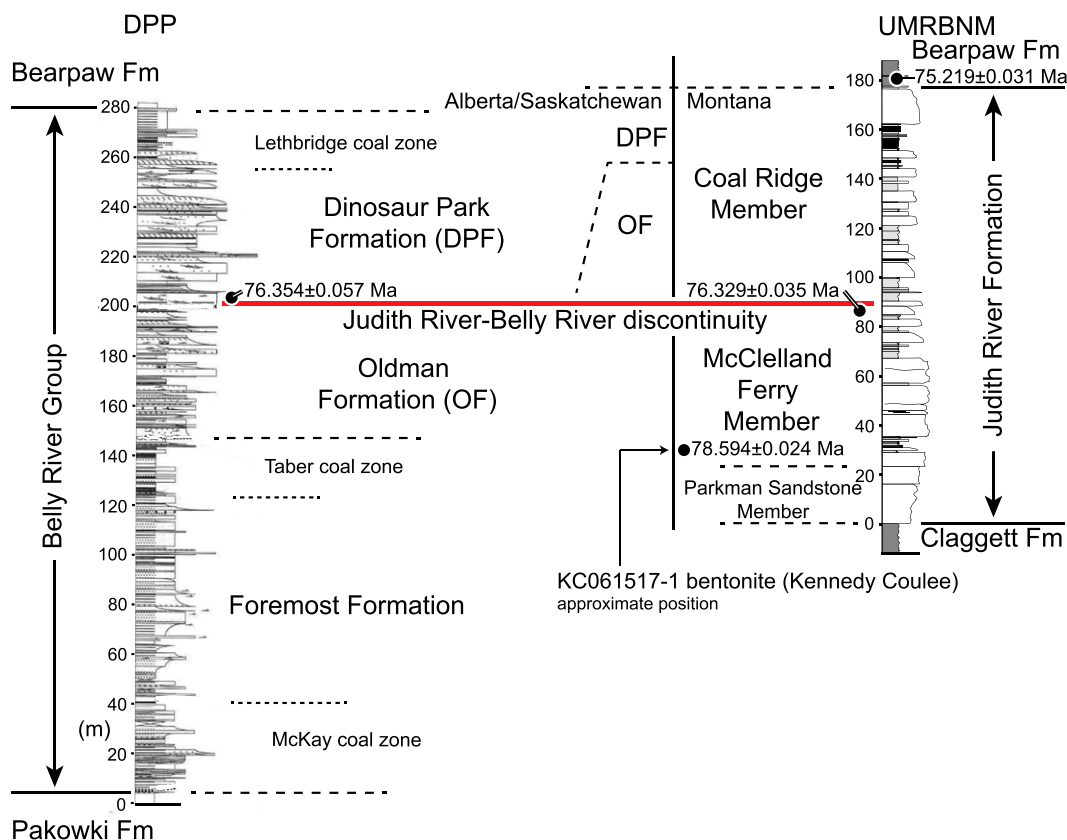 DPP
UMRBNM
Bearpaw Fm
Bearpaw Fm
75.219±0.031 Ma
Alberta/Saskatchewan
Montana
280
260
240
220
200
180
160
140
120
100
80
60
40
(m)
20
0
Belly River Group
Pakowki Fm
Lethbridge coal zone
Dinosaur Park
Formation (DPF)
76.354±0.057 Ma
Oldman
Formation (OF)
Taber coal zone
Foremost Formation
McKay coal zone
DPF
OF
Judith River-Belly River discontinuity
Coal Ridge
Member
76.329±0.035 Ma
McClelland
Ferry
Member
78.594±0.024 Ma
Parkman Sandstone
Member
KC061517-1 bentonite (Kennedy Coulee)
approximate position
180
160
140
120
100
80
60
40
20
0
Judith River Formation
Claggett Fm